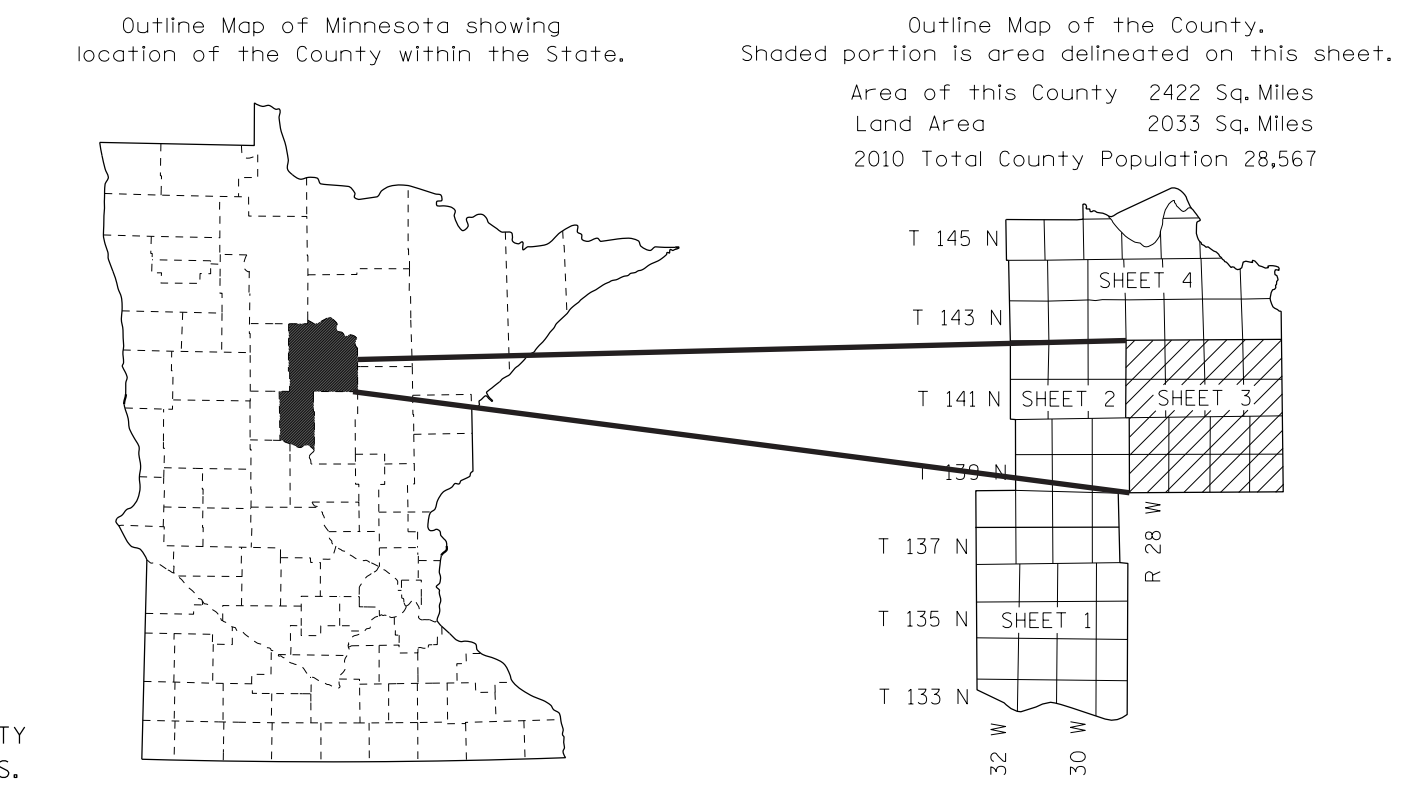 Outline Map of Minnesota showing
location of the County within the State.
Outline Map of the County.
Shaded portion is area delineated on this sheet.
Area of this County 2422 Sq. Miles
Land Area 2033 Sq. Miles
2010 Total County Population 28,567
T 145 N
SHEET 4
T 143 N
T 141 N
SHEET 2
SHEET 3
T 139 N
R 28 W
T 137 N
T 135 N
SHEET 1
T 133 N
32 W
30 W
TY
S.